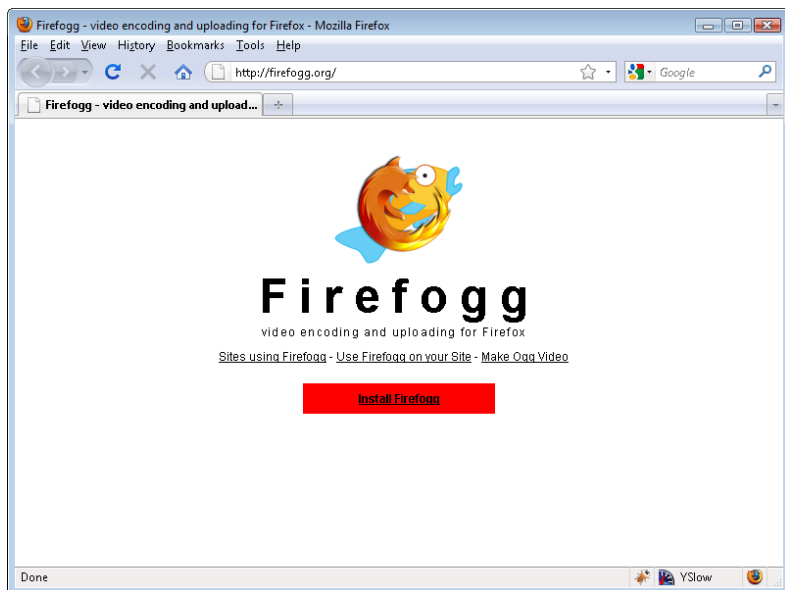 Firefogg - video encoding and uploading for Firefox - Mozilla Firefox
File Edit View History Bookmarks Tools Help
http://firefogg.org/ Google
Firefogg - video encoding and upload...
Firefogg
video encoding and uploading for Firefox
Sites using Firefogg - Use Firefogg on your Site - Make Ogg Video
Install Firefogg
Done YSlow